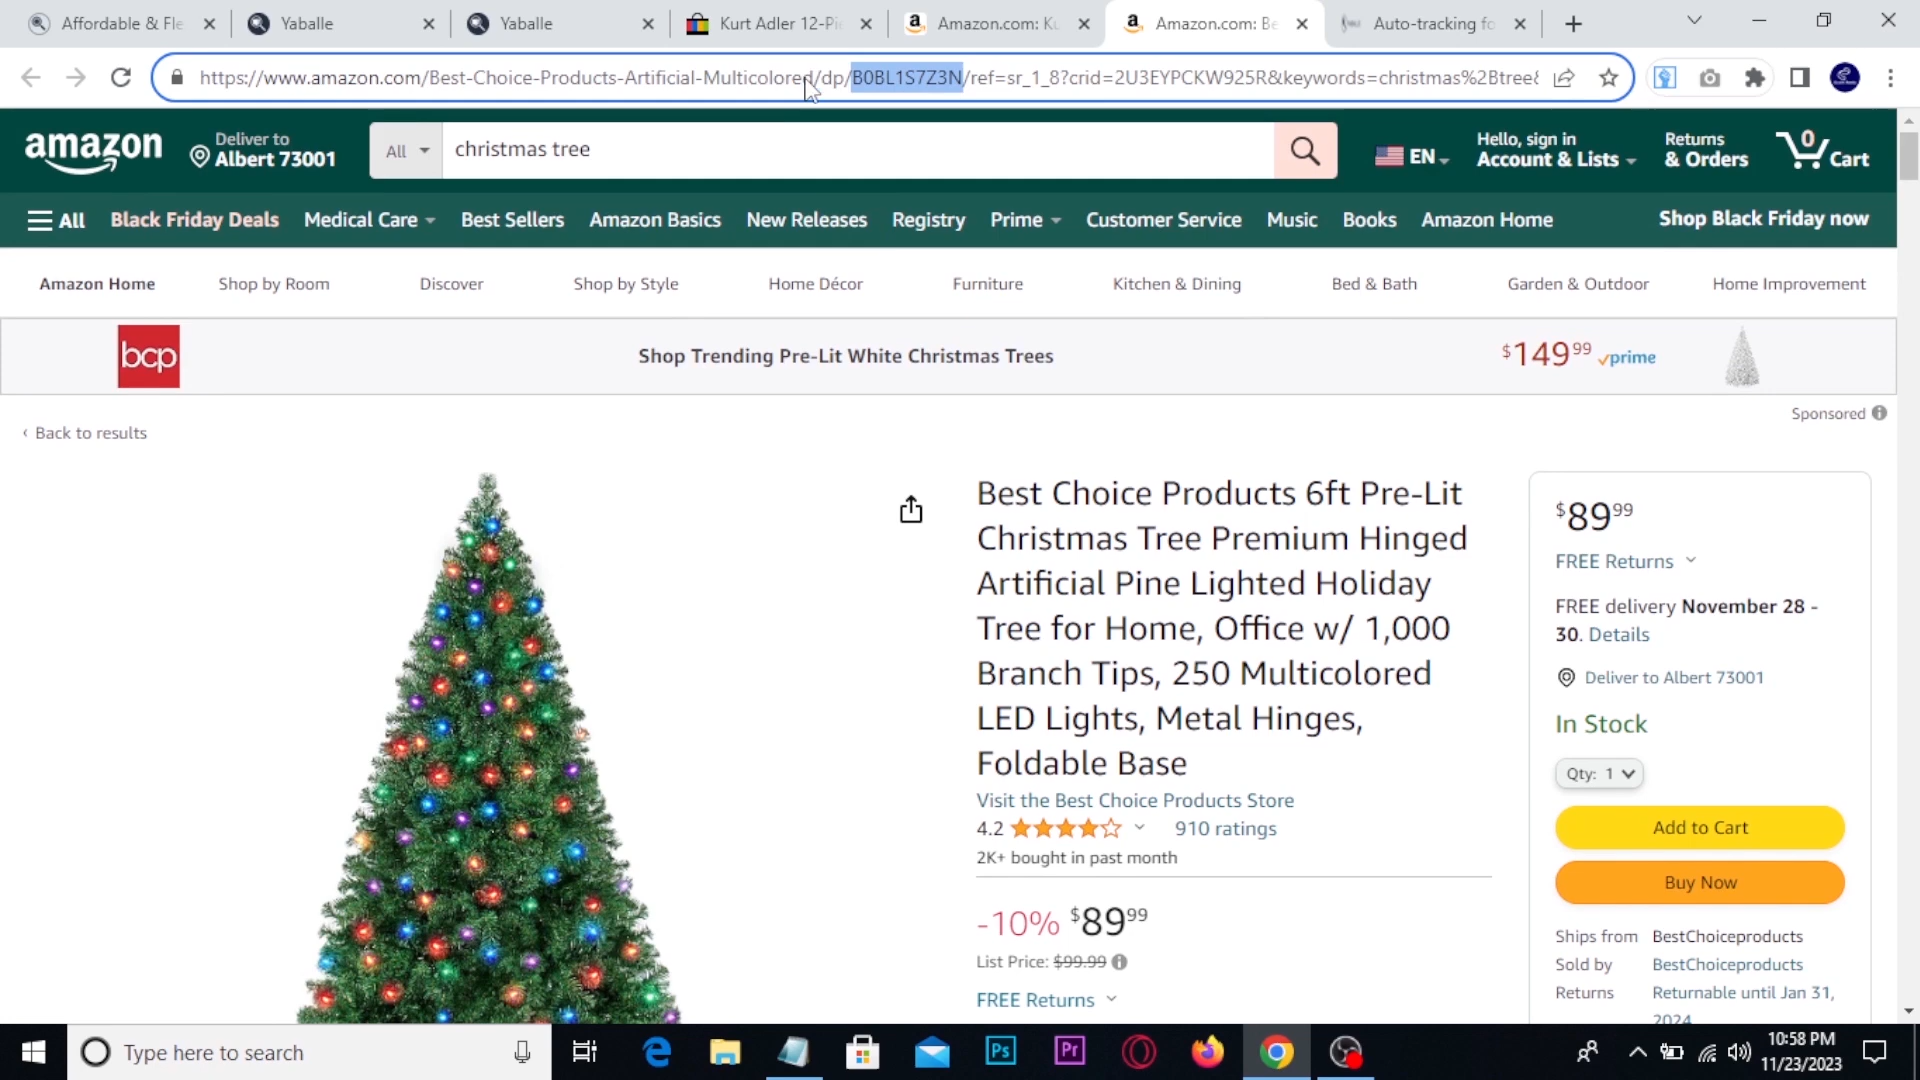 Affordable & Fle
Yaballe
Yaballe
Kurt Adler 12-Pi
Amazon.com: Ku
Amazon.com: Be
Auto-tracking fo
https://www.amazon.com/Best-Choice-Products-Artificial-Multicolored/dp/B0BL1S7Z3N/ref=sr_1_8?crid=2U3EYPCKW925R&keywords=christmas%2Btree&
amazon
Deliver to
Albert 73001
All
christmas tree
EN
Hello, sign in
Account & Lists
Returns
& Orders
0
Cart
All
Black Friday Deals
Medical Care
Best Sellers
Amazon Basics
New Releases
Registry
Prime
Customer Service
Music
Books
Amazon Home
Shop Black Friday now
Amazon Home
Shop by Room
Discover
Shop by Style
Home Décor
Furniture
Kitchen & Dining
Bed & Bath
Garden & Outdoor
Home Improvement
bcp
Shop Trending Pre-Lit White Christmas Trees
$149 99 prime
Sponsored
‹ Back to results
Best Choice Products 6ft Pre-Lit
Christmas Tree Premium Hinged
Artificial Pine Lighted Holiday
Tree for Home, Office w/ 1,000
Branch Tips, 250 Multicolored
LED Lights, Metal Hinges,
Foldable Base
Visit the Best Choice Products Store
4.2
910 ratings
2K+ bought in past month
-10% $89 99
List Price: $99.99
FREE Returns
$89 99
FREE Returns
FREE delivery November 28 -
30. Details
Deliver to Albert 73001
In Stock
Qty: 1
Add to Cart
Buy Now
Ships from BestChoiceproducts
Sold by BestChoiceproducts
Returns Returnable until Jan 31,
2024
Type here to search
Ps
Pr
10:58 PM
11/23/2023